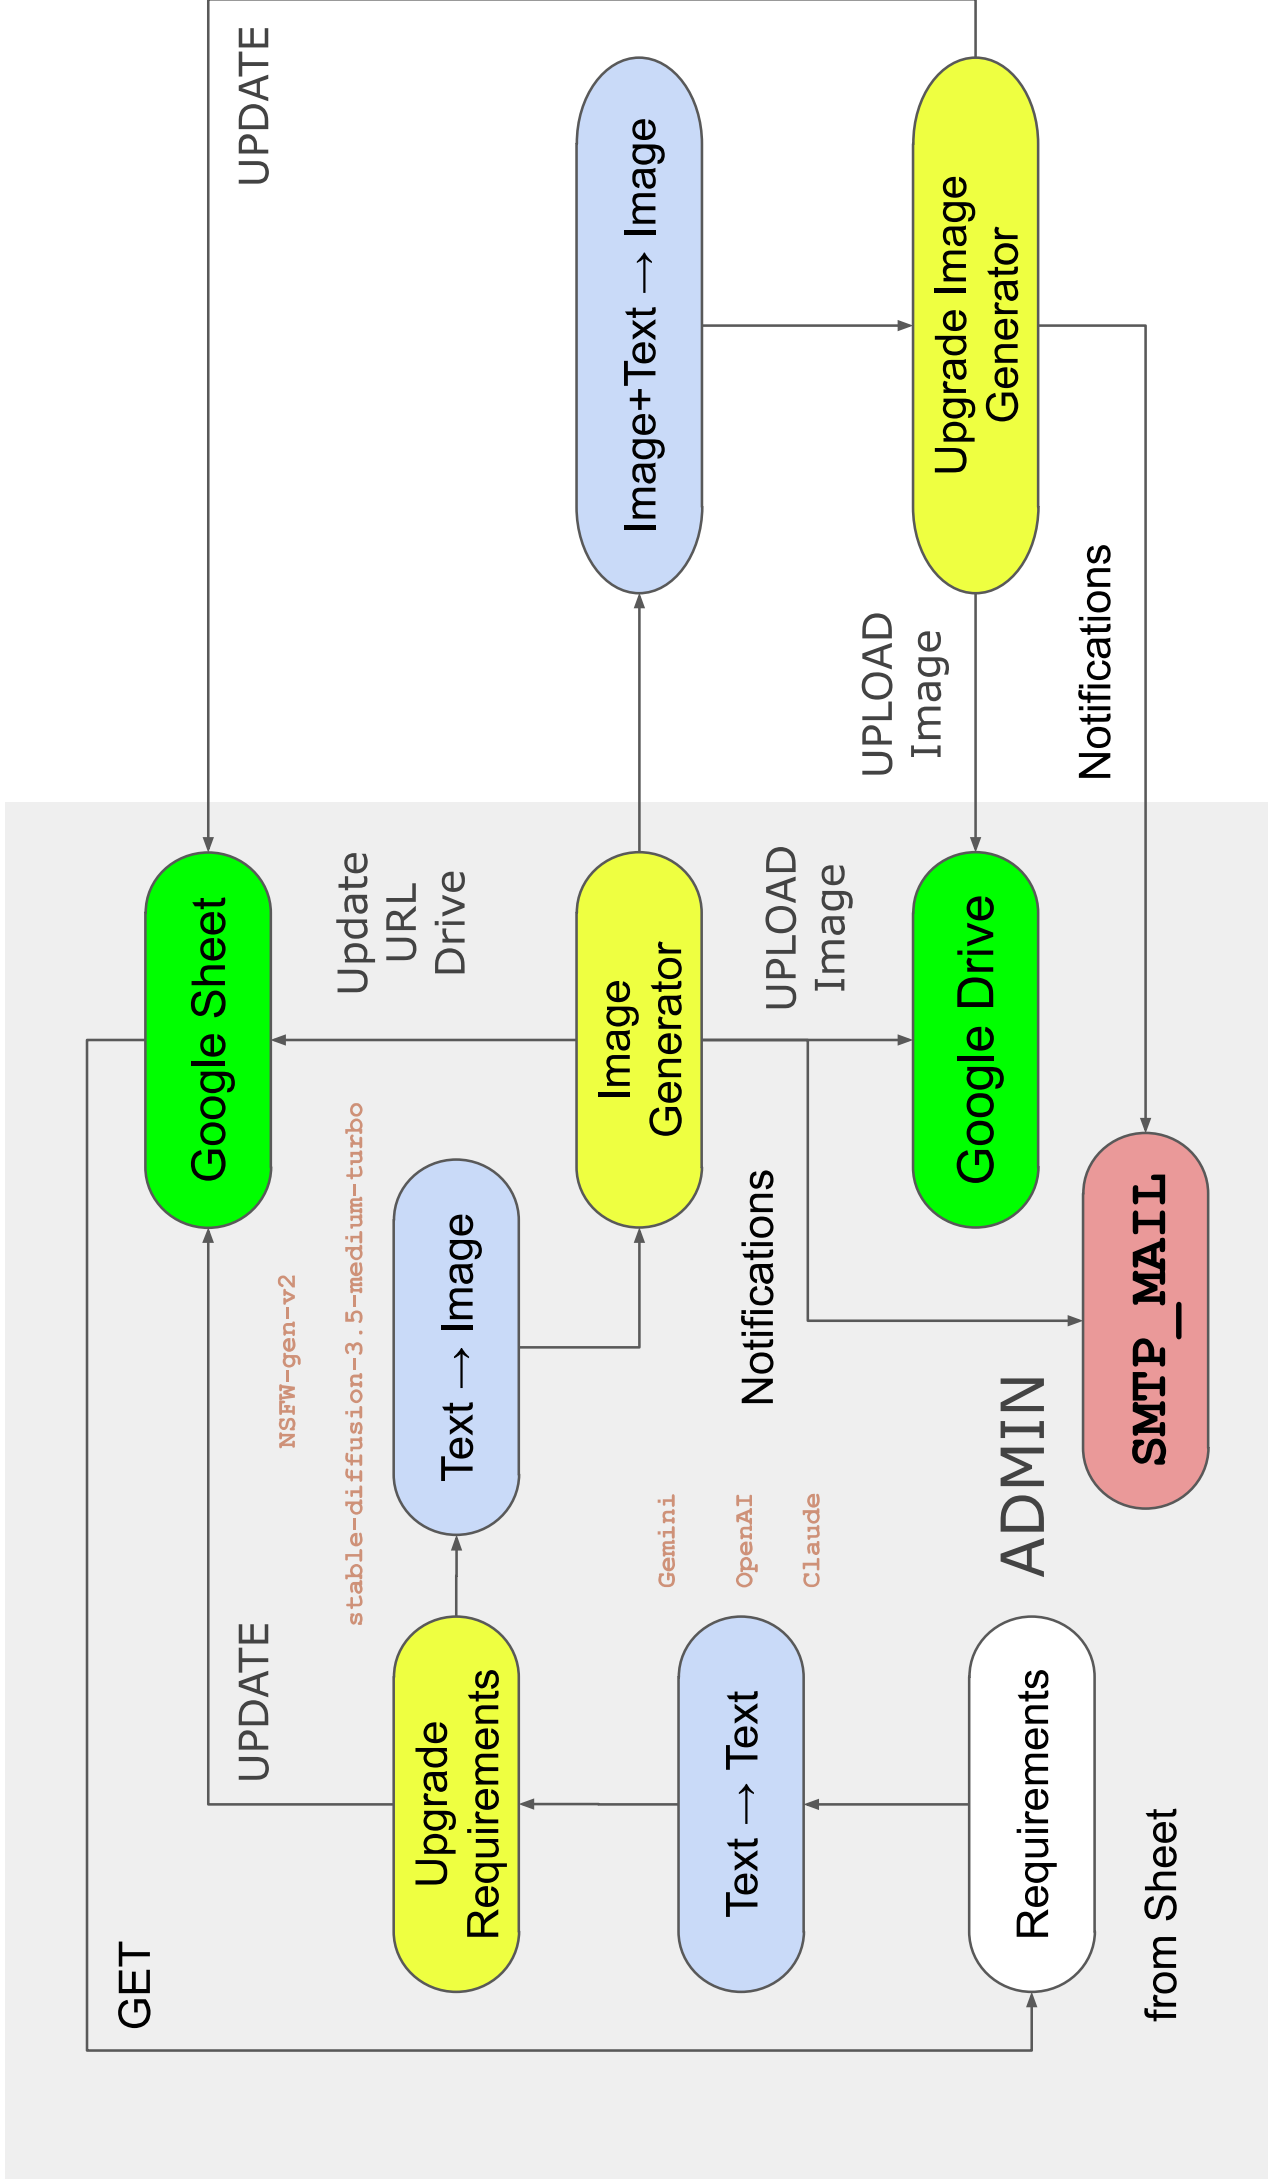 GET
UPDATE
UPDATE
Google Sheet
NSFW-gen-v2
stable-diffusion-3.5-medium-turbo
Update
URL
Drive
Upgrade
Requirements
Text → Image
Image
Generator
Image+Text → Image
Gemini
OpenAI
Claude
Text → Text
Notifications
UPLOAD
Image
UPLOAD
Image
Requirements
ADMIN
Google Drive
Upgrade Image
Generator
Notifications
from Sheet
SMTP_MAIL